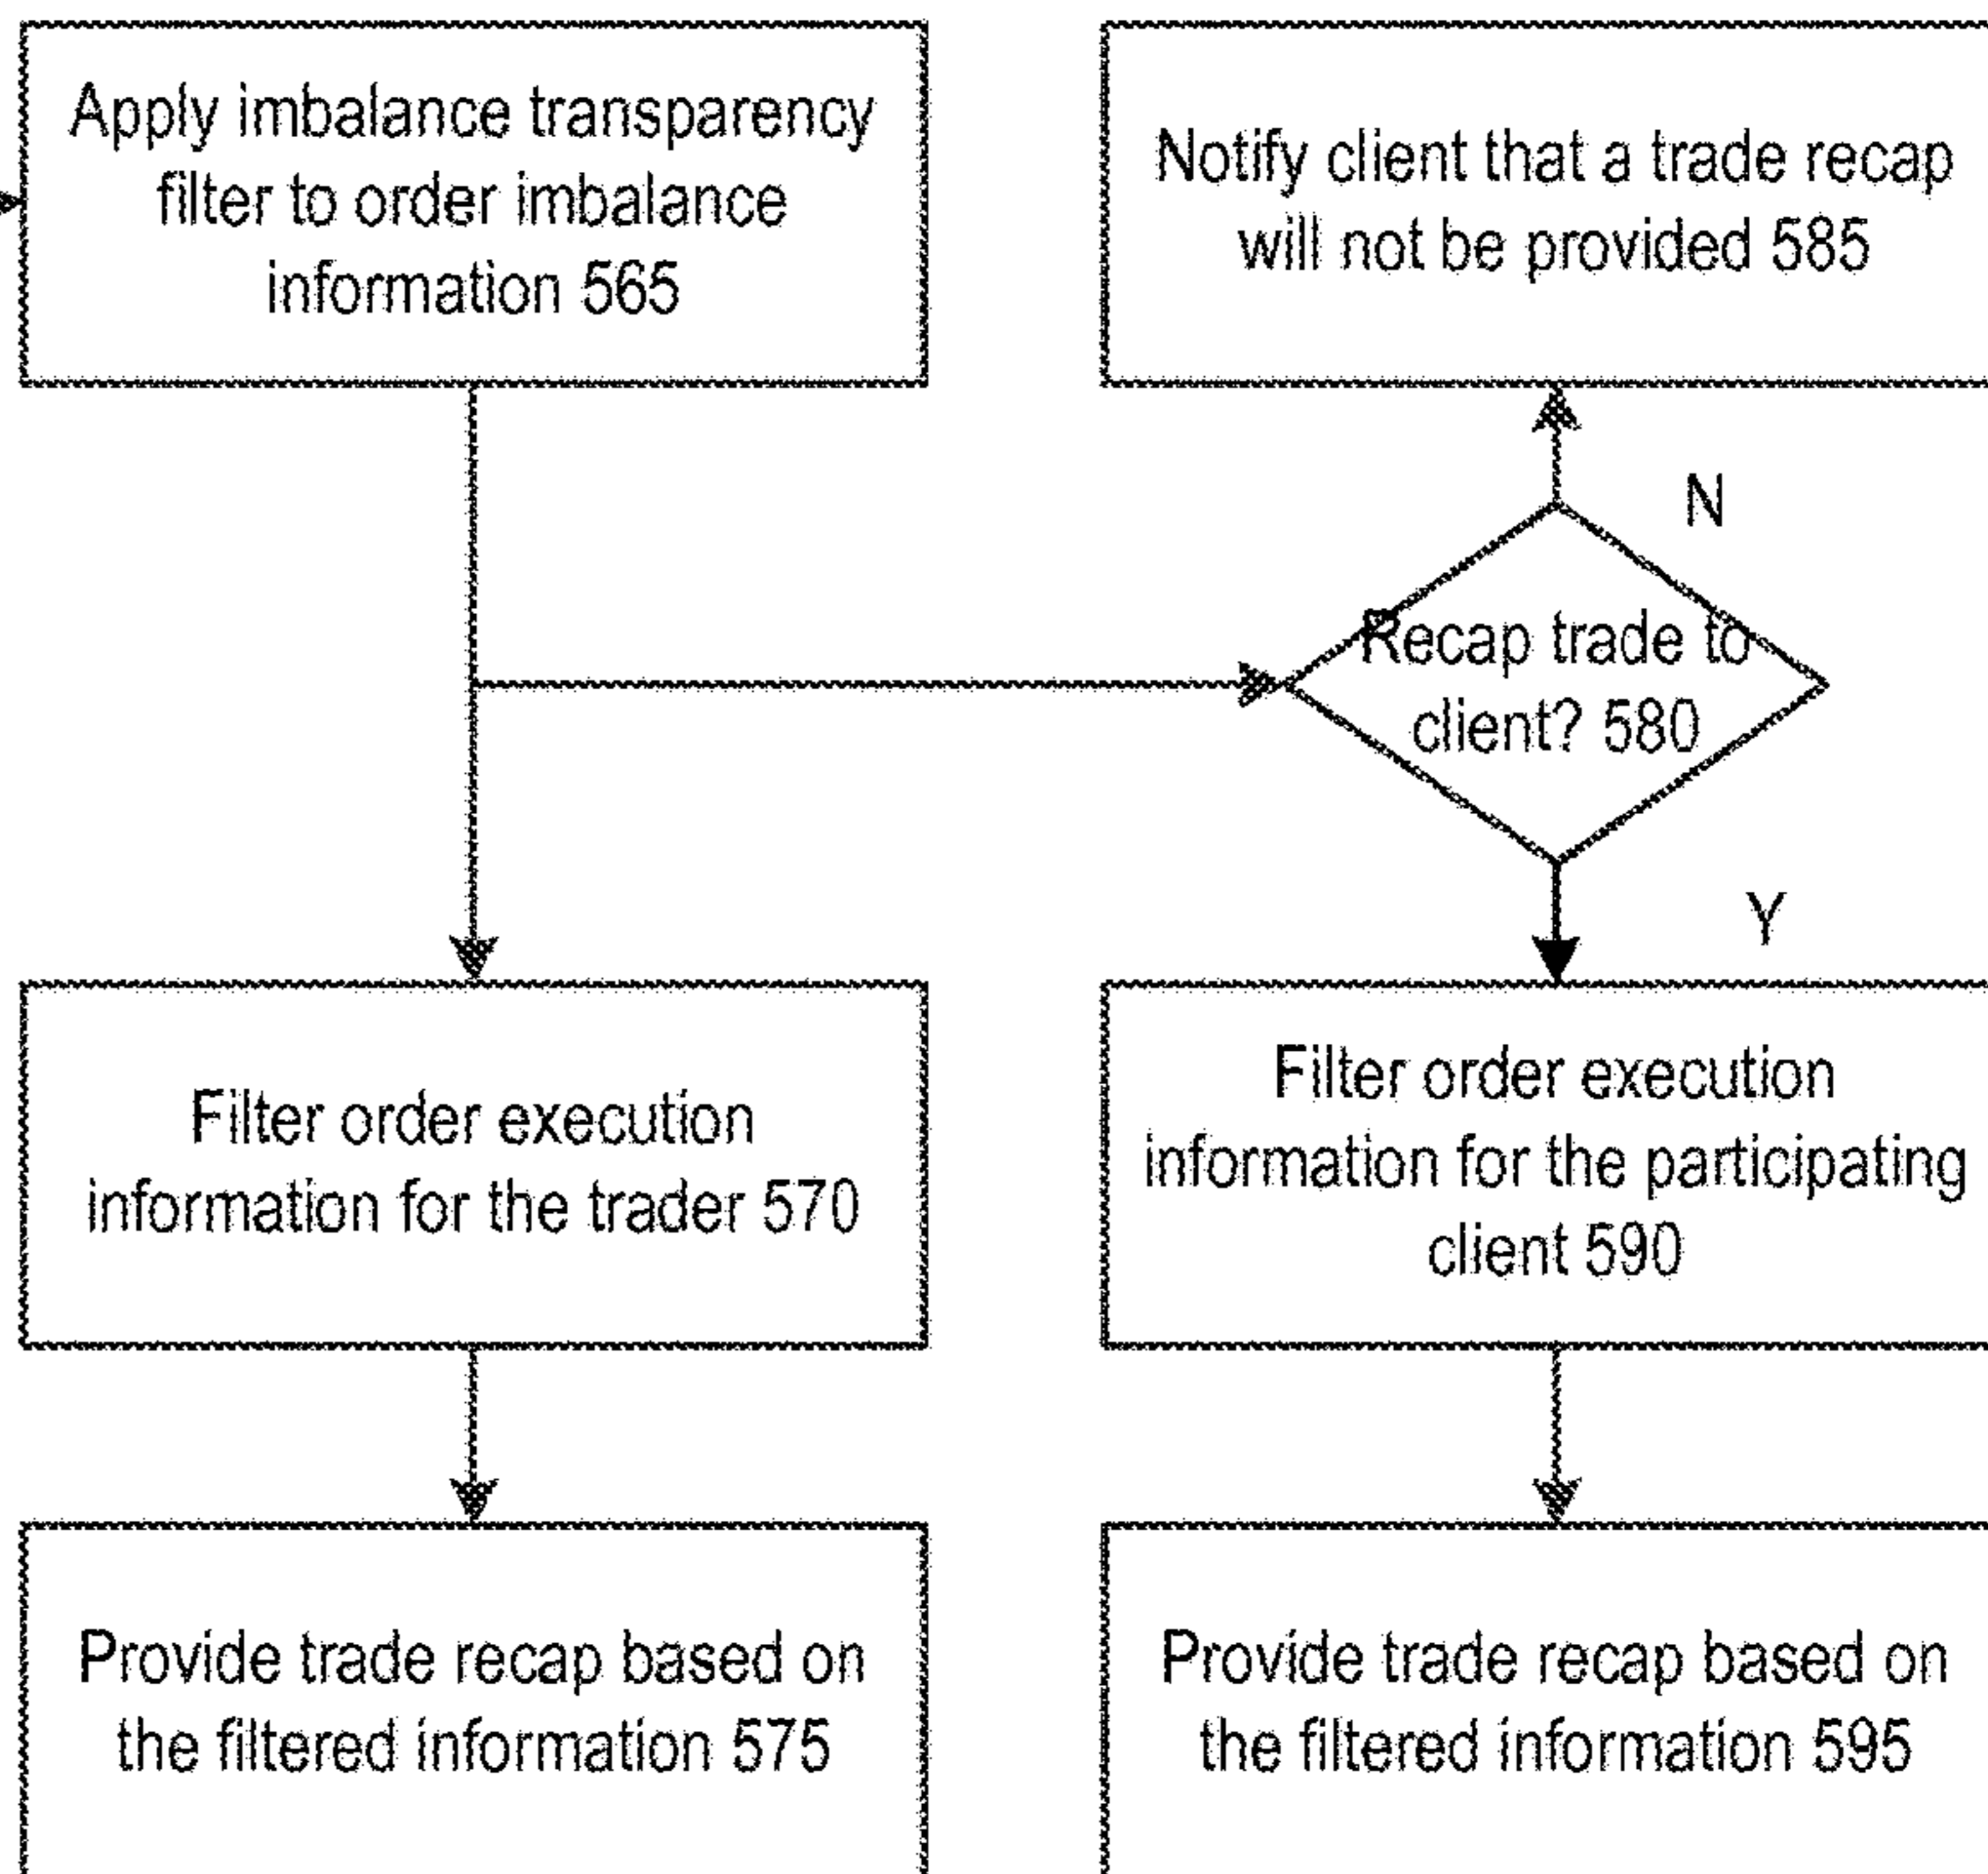 Apply imbalance transparency
filter to order imbalance
information 565
Notify client that a trade recap
will not be provided 585
N
Recap trade to
client? 580
Y
Filter order execution
information for the trader 570
Filter order execution
information for the participating
client 590
Provide trade recap based on
the filtered information 575
Provide trade recap based on
the filtered information 595